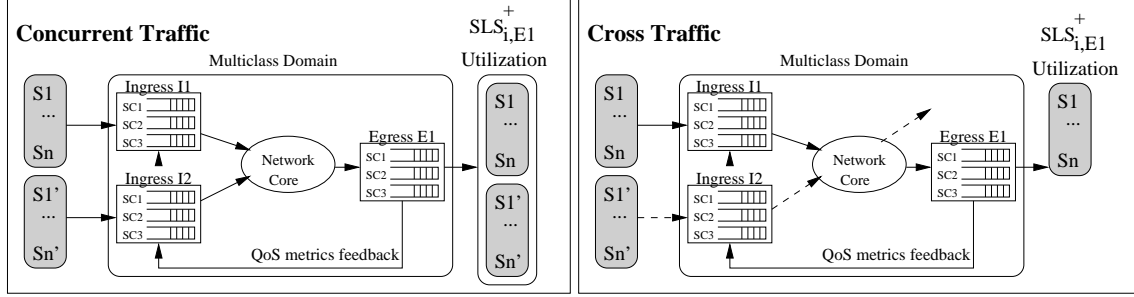 Concurrent Traffic
SLS+i,E1
Utilization
Multiclass Domain
S1
...
Sn
S1'
...
Sn'
Ingress I1
SC1
SC2
SC3
Ingress I2
SC1
SC2
SC3
Network
Core
Egress E1
SC1
SC2
SC3
QoS metrics feedback
S1
...
Sn
S1'
...
Sn'
Cross Traffic
SLS+i,E1
Utilization
Multiclass Domain
S1
...
Sn
S1'
...
Sn'
Ingress I1
SC1
SC2
SC3
Ingress I2
SC1
SC2
SC3
Network
Core
Egress E1
SC1
SC2
SC3
QoS metrics feedback
S1
...
Sn